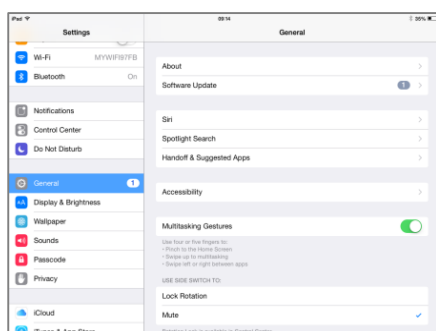 iPad
09:14
35%
Settings
General
Wi-Fi MYWIFI97FB
Bluetooth On
Notifications
Control Center
Do Not Disturb
General 1
Display & Brightness
Wallpaper
Sounds
Passcode
Privacy
iCloud
iTunes & App Store
About
Software Update 1
Siri
Spotlight Search
Handoff & Suggested Apps
Accessibility
Multitasking Gestures
Use four or five fingers to:
• Pinch to the Home Screen
• Swipe up to multitasking
• Swipe left or right between apps
USE SIDE SWITCH TO:
Lock Rotation
Mute